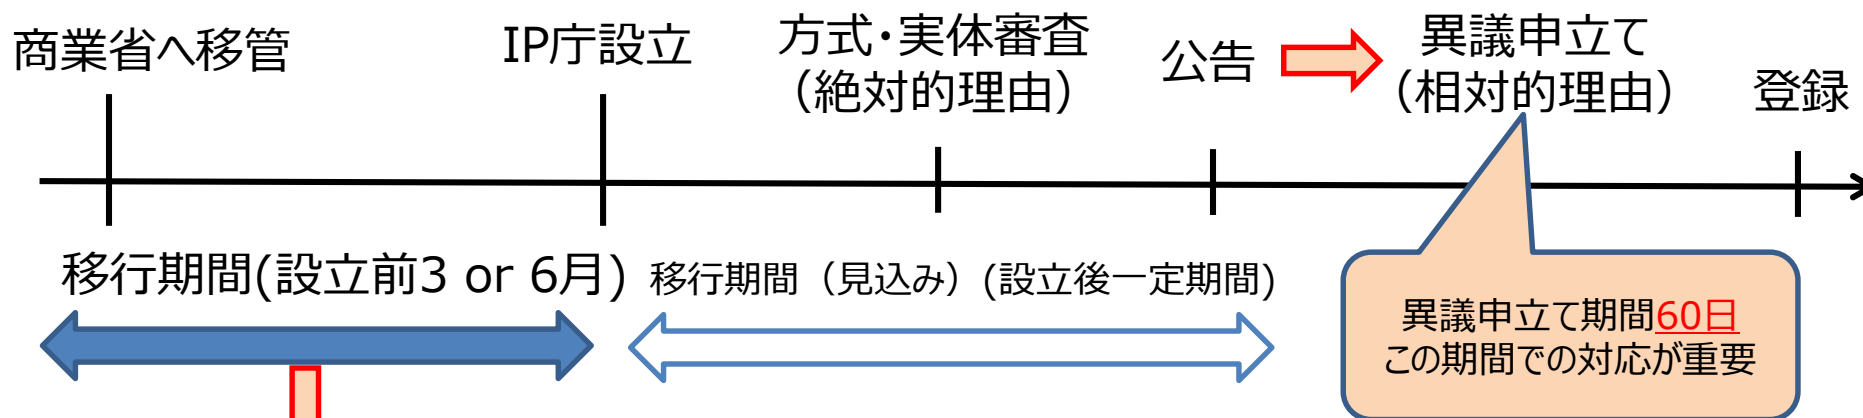 商業省へ移管
IP庁設立
方式・実体審査
（絶対的理由）
公告
異議申立て
（相対的理由）
登録
移行期間(設立前3 or 6月)
移行期間（見込み）(設立後一定期間)
異議申立て期間60日
この期間での対応が重要